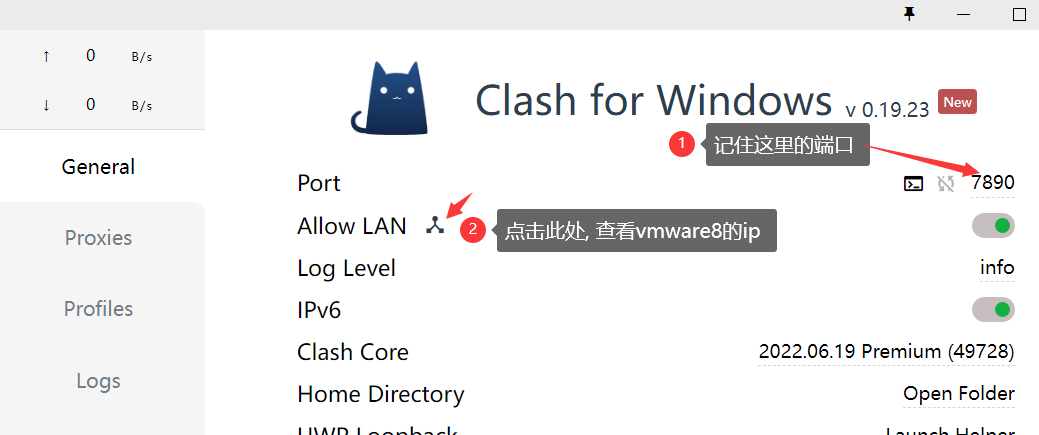 ↑ 0 B/s
↓ 0 B/s
General
Proxies
Profiles
Logs
Clash for Windows v 0.19.23 New
1 记住这里的端口
Port 7890
Allow LAN
2 点击此处, 查看vmware8的ip
Log Level info
IPv6
Clash Core 2022.06.19 Premium (49728)
Home Directory Open Folder
UWP Loopback Launch Helper